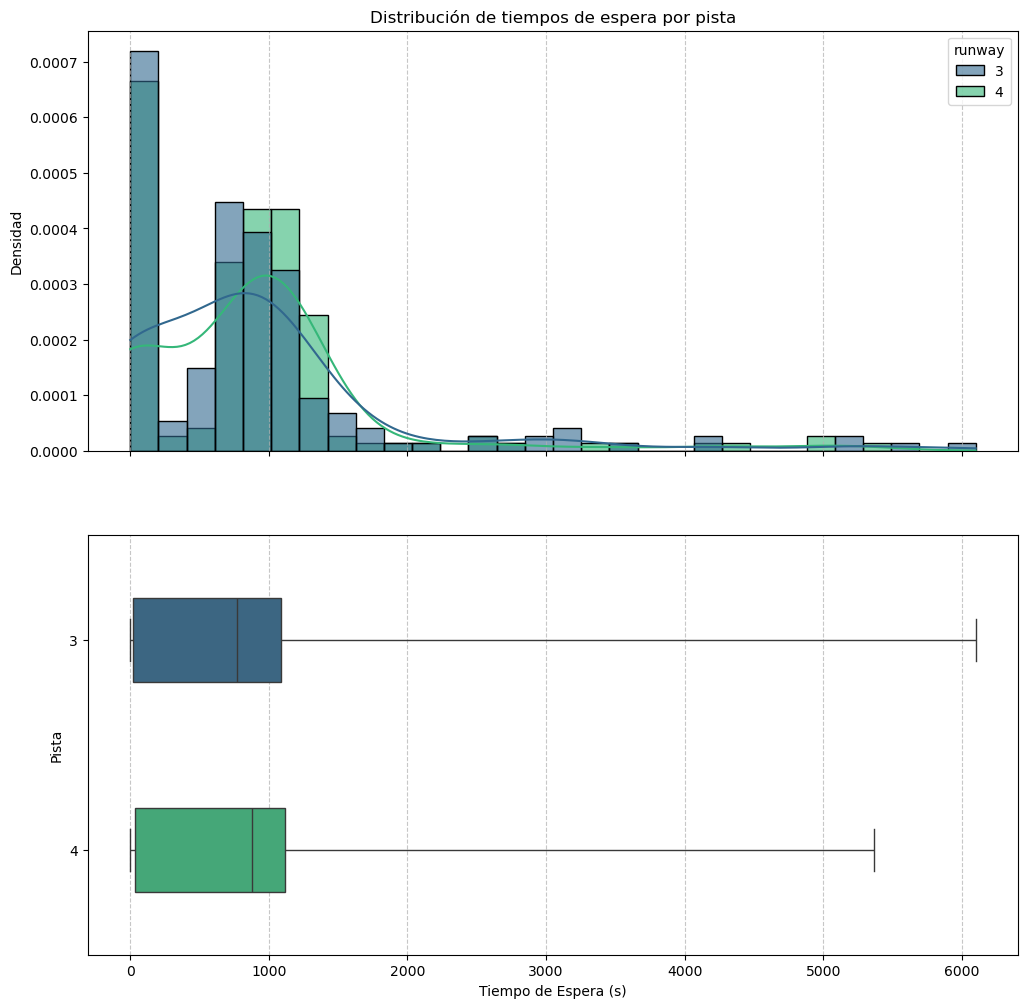 Distribución de tiempos de espera por pista
runway
3
4
0.0007
0.0006
0.0005
0.0004
0.0003
0.0002
0.0001
0.0000
Densidad
3
4
Pista
0 1000 2000 3000 4000 5000 6000
Tiempo de Espera (s)